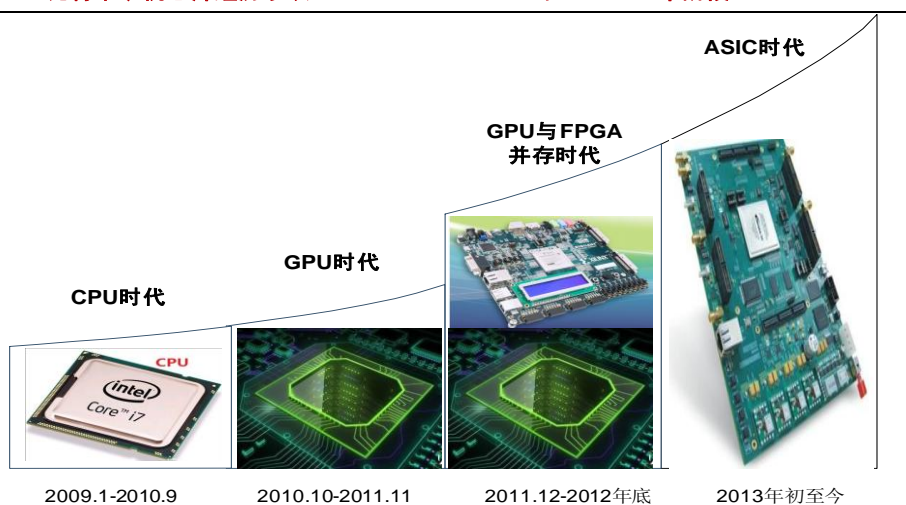 ASIC时代
GPU与FPGA
并存时代
GPU时代
CPU时代
CPU
intel
Core™ i7
2009.1-2010.9
2010.10-2011.11
2011.12-2012年底
2013年初至今